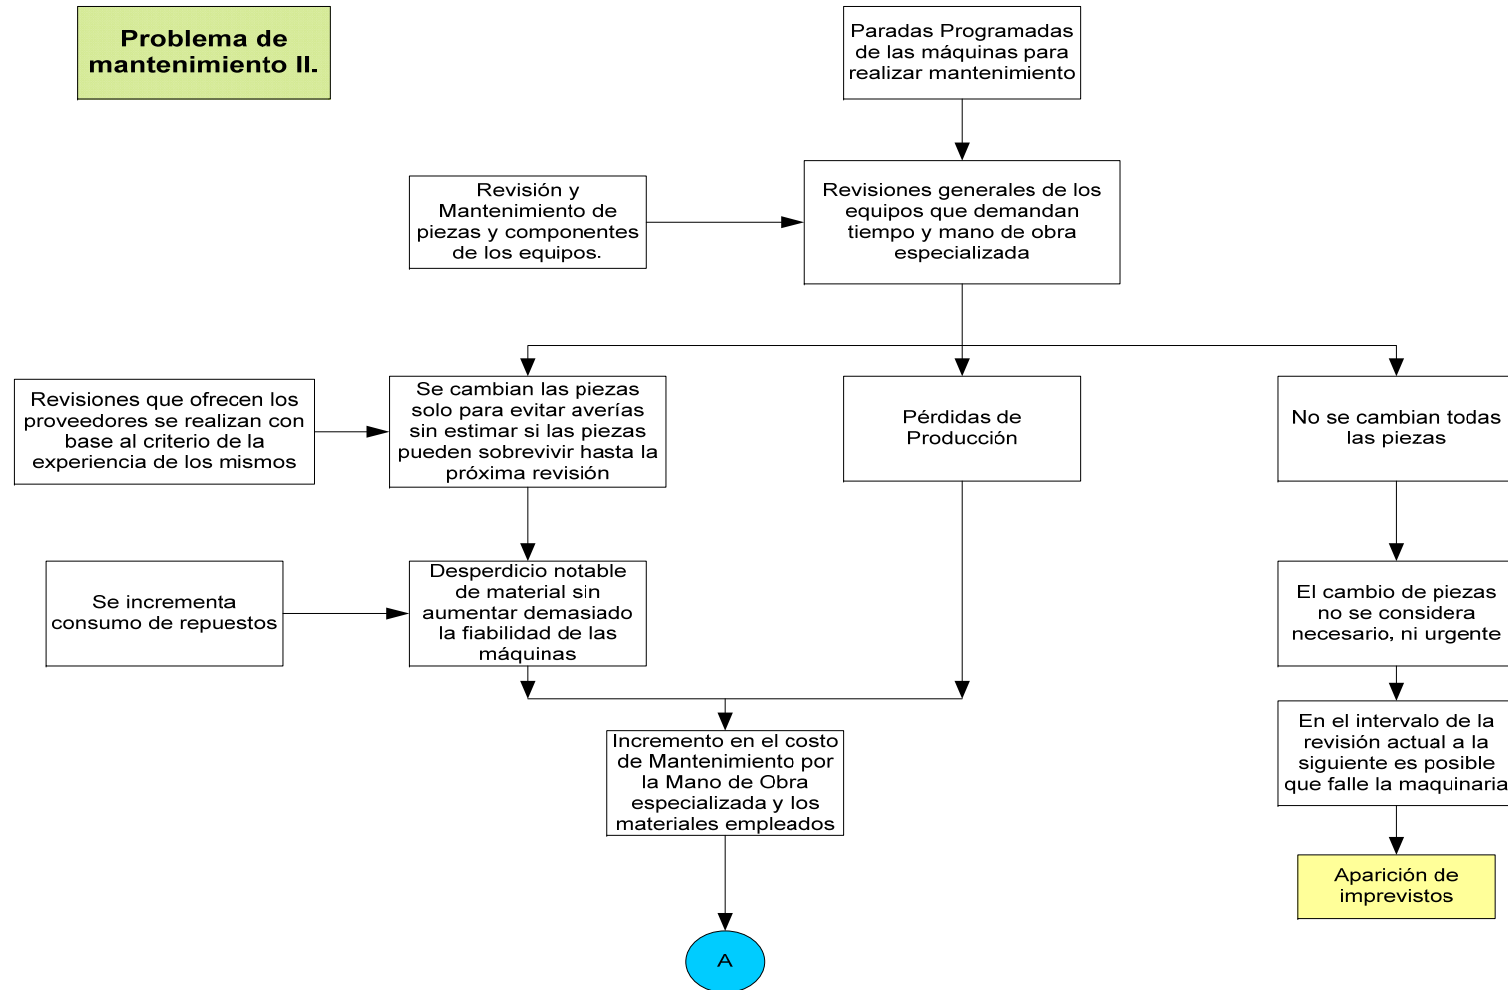 Problema de
mantenimiento II.
Paradas Programadas
de las máquinas para
realizar mantenimiento
Revisión y
Mantenimiento de
piezas y componentes
de los equipos.
Revisiones generales de los
equipos que demandan
tiempo y mano de obra
especializada
Revisiones que ofrecen los
proveedores se realizan con
base al criterio de la
experiencia de los mismos
Se cambian las piezas
solo para evitar averías
sin estimar si las piezas
pueden sobrevivir hasta la
próxima revisión
Pérdidas de
Producción
No se cambian todas
las piezas
Se incrementa
consumo de repuestos
Desperdicio notable
de material sin
aumentar demasiado
la fiabilidad de las
máquinas
El cambio de piezas
no se considera
necesario, ni urgente
Incremento en el costo
de Mantenimiento por
la Mano de Obra
especializada y los
materiales empleados
En el intervalo de la
revisión actual a la
siguiente es posible
que falle la maquinaria
Aparición de
imprevistos
A